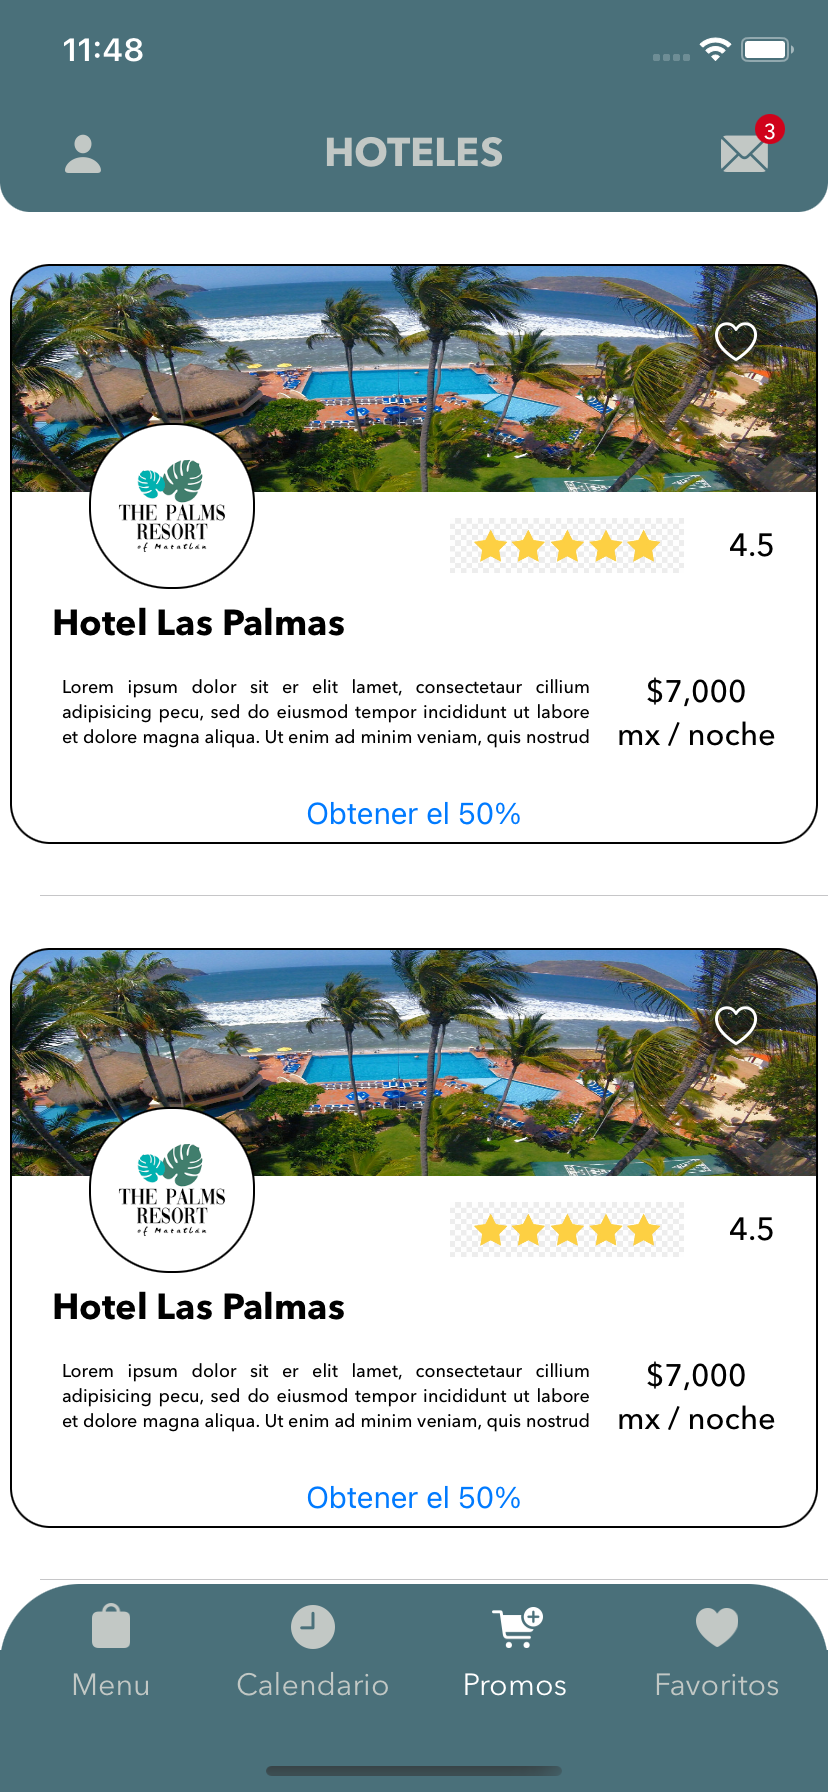 11:48
HOTELES
3
THE PALMS
RESORT
of Mazatlán
4.5
Hotel Las Palmas
Lorem ipsum dolor sit er elit lamet, consectetaur cillium
adipisicing pecu, sed do eiusmod tempor incididunt ut labore
et dolore magna aliqua. Ut enim ad minim veniam, quis nostrud
$7,000
mx / noche
Obtener el 50%
THE PALMS
RESORT
of Mazatlán
4.5
Hotel Las Palmas
Lorem ipsum dolor sit er elit lamet, consectetaur cillium
adipisicing pecu, sed do eiusmod tempor incididunt ut labore
et dolore magna aliqua. Ut enim ad minim veniam, quis nostrud
$7,000
mx / noche
Obtener el 50%
Menu
Calendario
Promos
Favoritos